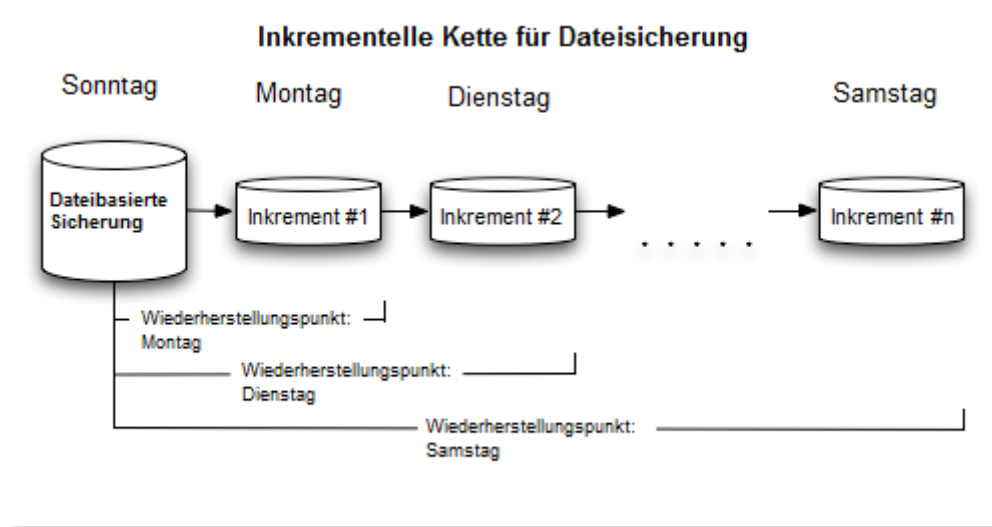 Inkrementelle Kette für Dateisicherung
Sonntag
Montag
Dienstag
Samstag
Dateibasierte
Sicherung
Inkrement #1
Inkrement #2
. . . . .
Inkrement #n
Wiederherstellungspunkt:
Montag
Wiederherstellungspunkt:
Dienstag
Wiederherstellungspunkt:
Samstag